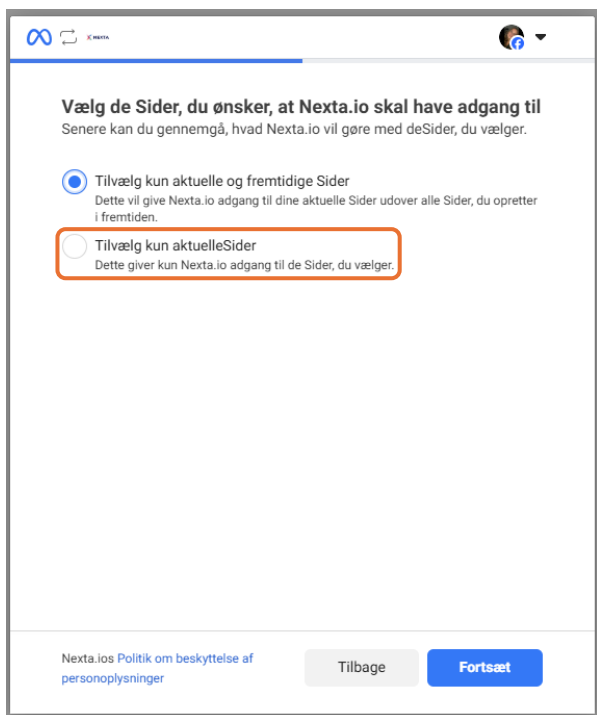 NEXTA
Vælg de Sider, du ønsker, at Nexta.io skal have adgang til
Senere kan du gennemgå, hvad Nexta.io vil gøre med deSider, du vælger.
Tilvælg kun aktuelle og fremtidige Sider
Dette vil give Nexta.io adgang til dine aktuelle Sider udover alle Sider, du opretter
i fremtiden.
Tilvælg kun aktuelleSider
Dette giver kun Nexta.io adgang til de Sider, du vælger.
Nexta.ios Politik om beskyttelse af
personoplysninger
Tilbage
Fortsæt